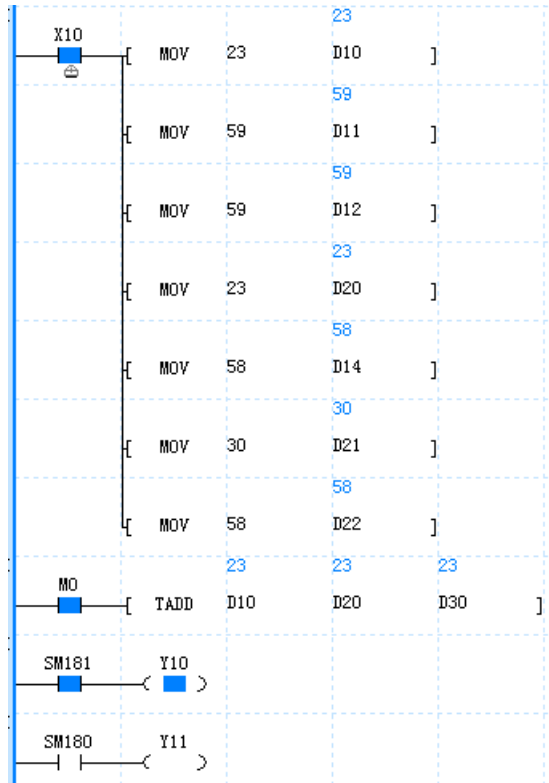 23
X10 [ MOV 23 D10 ]
59
[ MOV 59 D11 ]
59
[ MOV 59 D12 ]
23
[ MOV 23 D20 ]
58
[ MOV 58 D14 ]
30
[ MOV 30 D21 ]
58
[ MOV 58 D22 ]
23 23 23
M0 [ TADD D10 D20 D30 ]
SM181 Y10
SM180 Y11